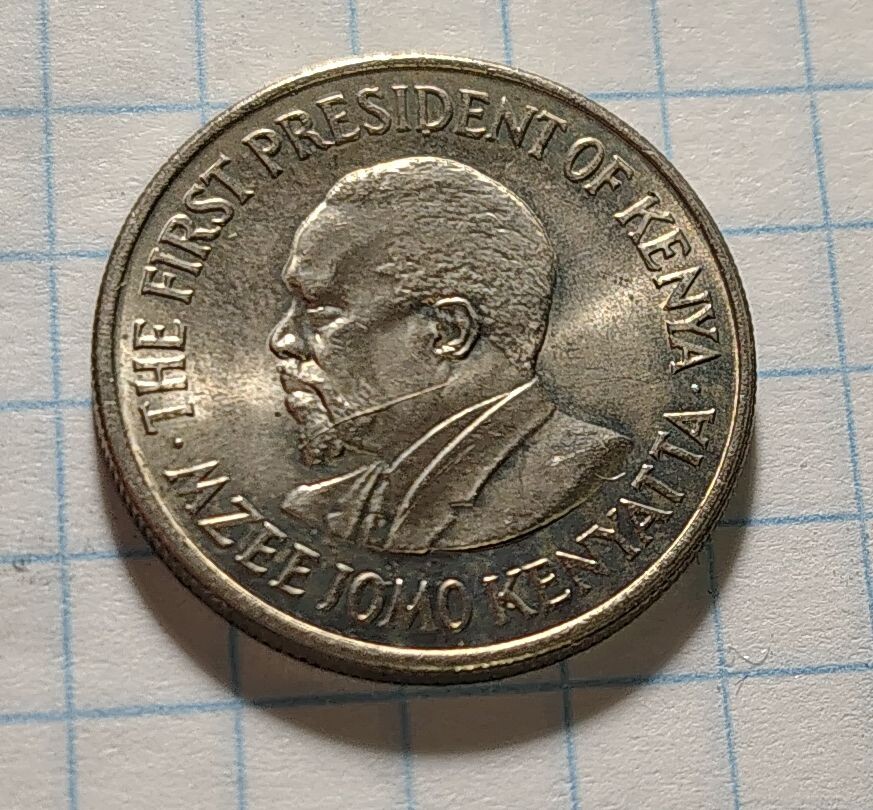 · THE FIRST PRESIDENT OF KENYA ·
MZEE JOMO KENYATTA